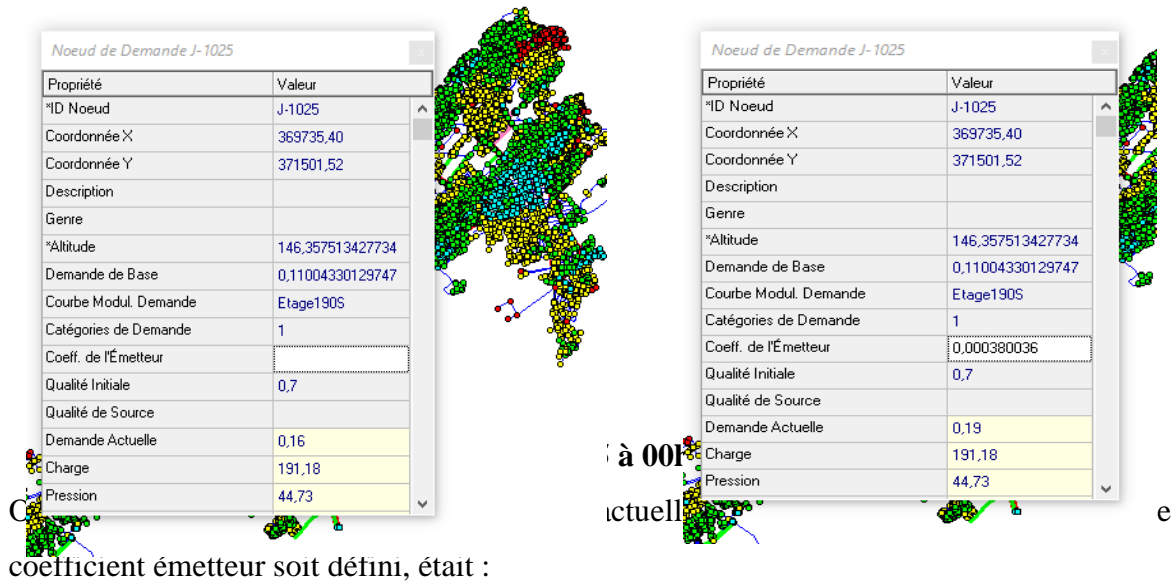 Noeud de Demande J-1025
Propriété Valeur
*ID Noeud J-1025
Coordonnée X 369735,40
Coordonnée Y 371501,52
Description
Genre
*Altitude 146,357513427734
Demande de Base 0,11004330129747
Courbe Modul. Demande Etage190S
Catégories de Demande 1
Coeff. de l'Émetteur
Qualité Initiale 0,7
Qualité de Source
Demande Actuelle 0,16
Charge 191,18
Pression 44,73
Noeud de Demande J-1025
Propriété Valeur
*ID Noeud J-1025
Coordonnée X 369735,40
Coordonnée Y 371501,52
Description
Genre
*Altitude 146,357513427734
Demande de Base 0,11004330129747
Courbe Modul. Demande Etage190S
Catégories de Demande 1
Coeff. de l'Émetteur 0,000380036
Qualité Initiale 0,7
Qualité de Source
Demande Actuelle 0,19
Charge 191,18
Pression 44,73
à 00h
actuell e
coefficient émetteur soit défini, était :